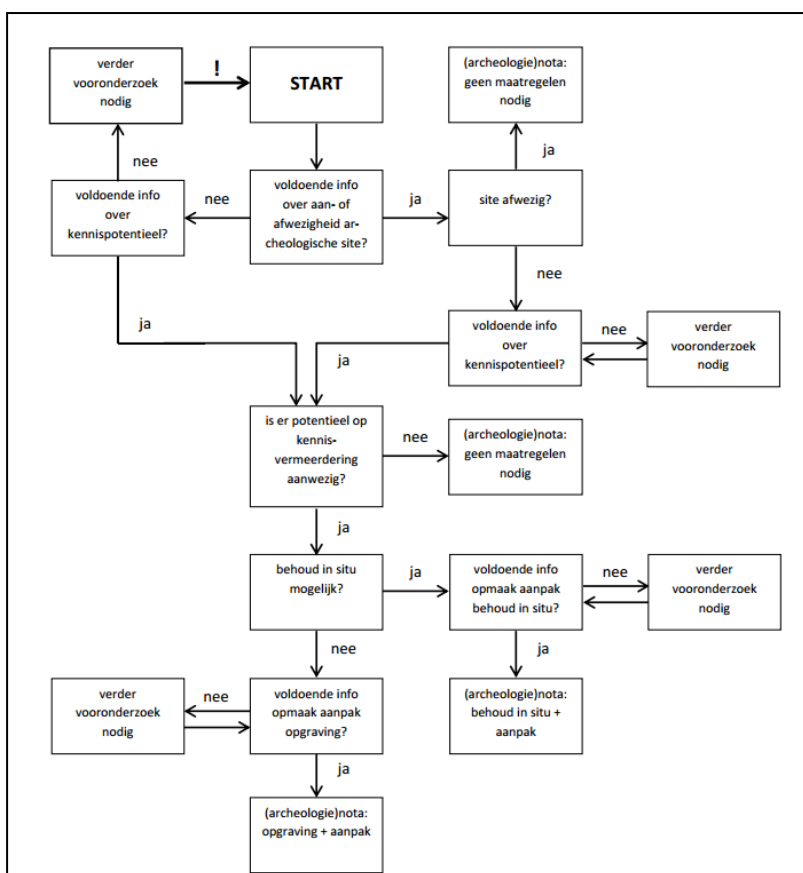 verder
vooronderzoek
nodig
!
START
(archeologie)nota:
geen maatregelen
nodig
nee
ja
voldoende info
over
kennispotentieel?
nee
voldoende info
over aan- of
afwezigheid ar-
cheologische site?
ja
site afwezig?
nee
ja
ja
voldoende info
over
kennispotentieel?
nee
verder
vooronderzoek
nodig
is er potentieel op
kennis-
vermeerdering
aanwezig?
nee
(archeologie)nota:
geen maatregelen
nodig
ja
behoud in situ
mogelijk?
ja
voldoende info
opmaak aanpak
behoud in situ?
nee
verder
vooronderzoek
nodig
nee
ja
verder
vooronderzoek
nodig
nee
voldoende info
opmaak aanpak
opgraving?
(archeologie)nota:
behoud in situ +
aanpak
ja
(archeologie)nota:
opgraving + aanpak